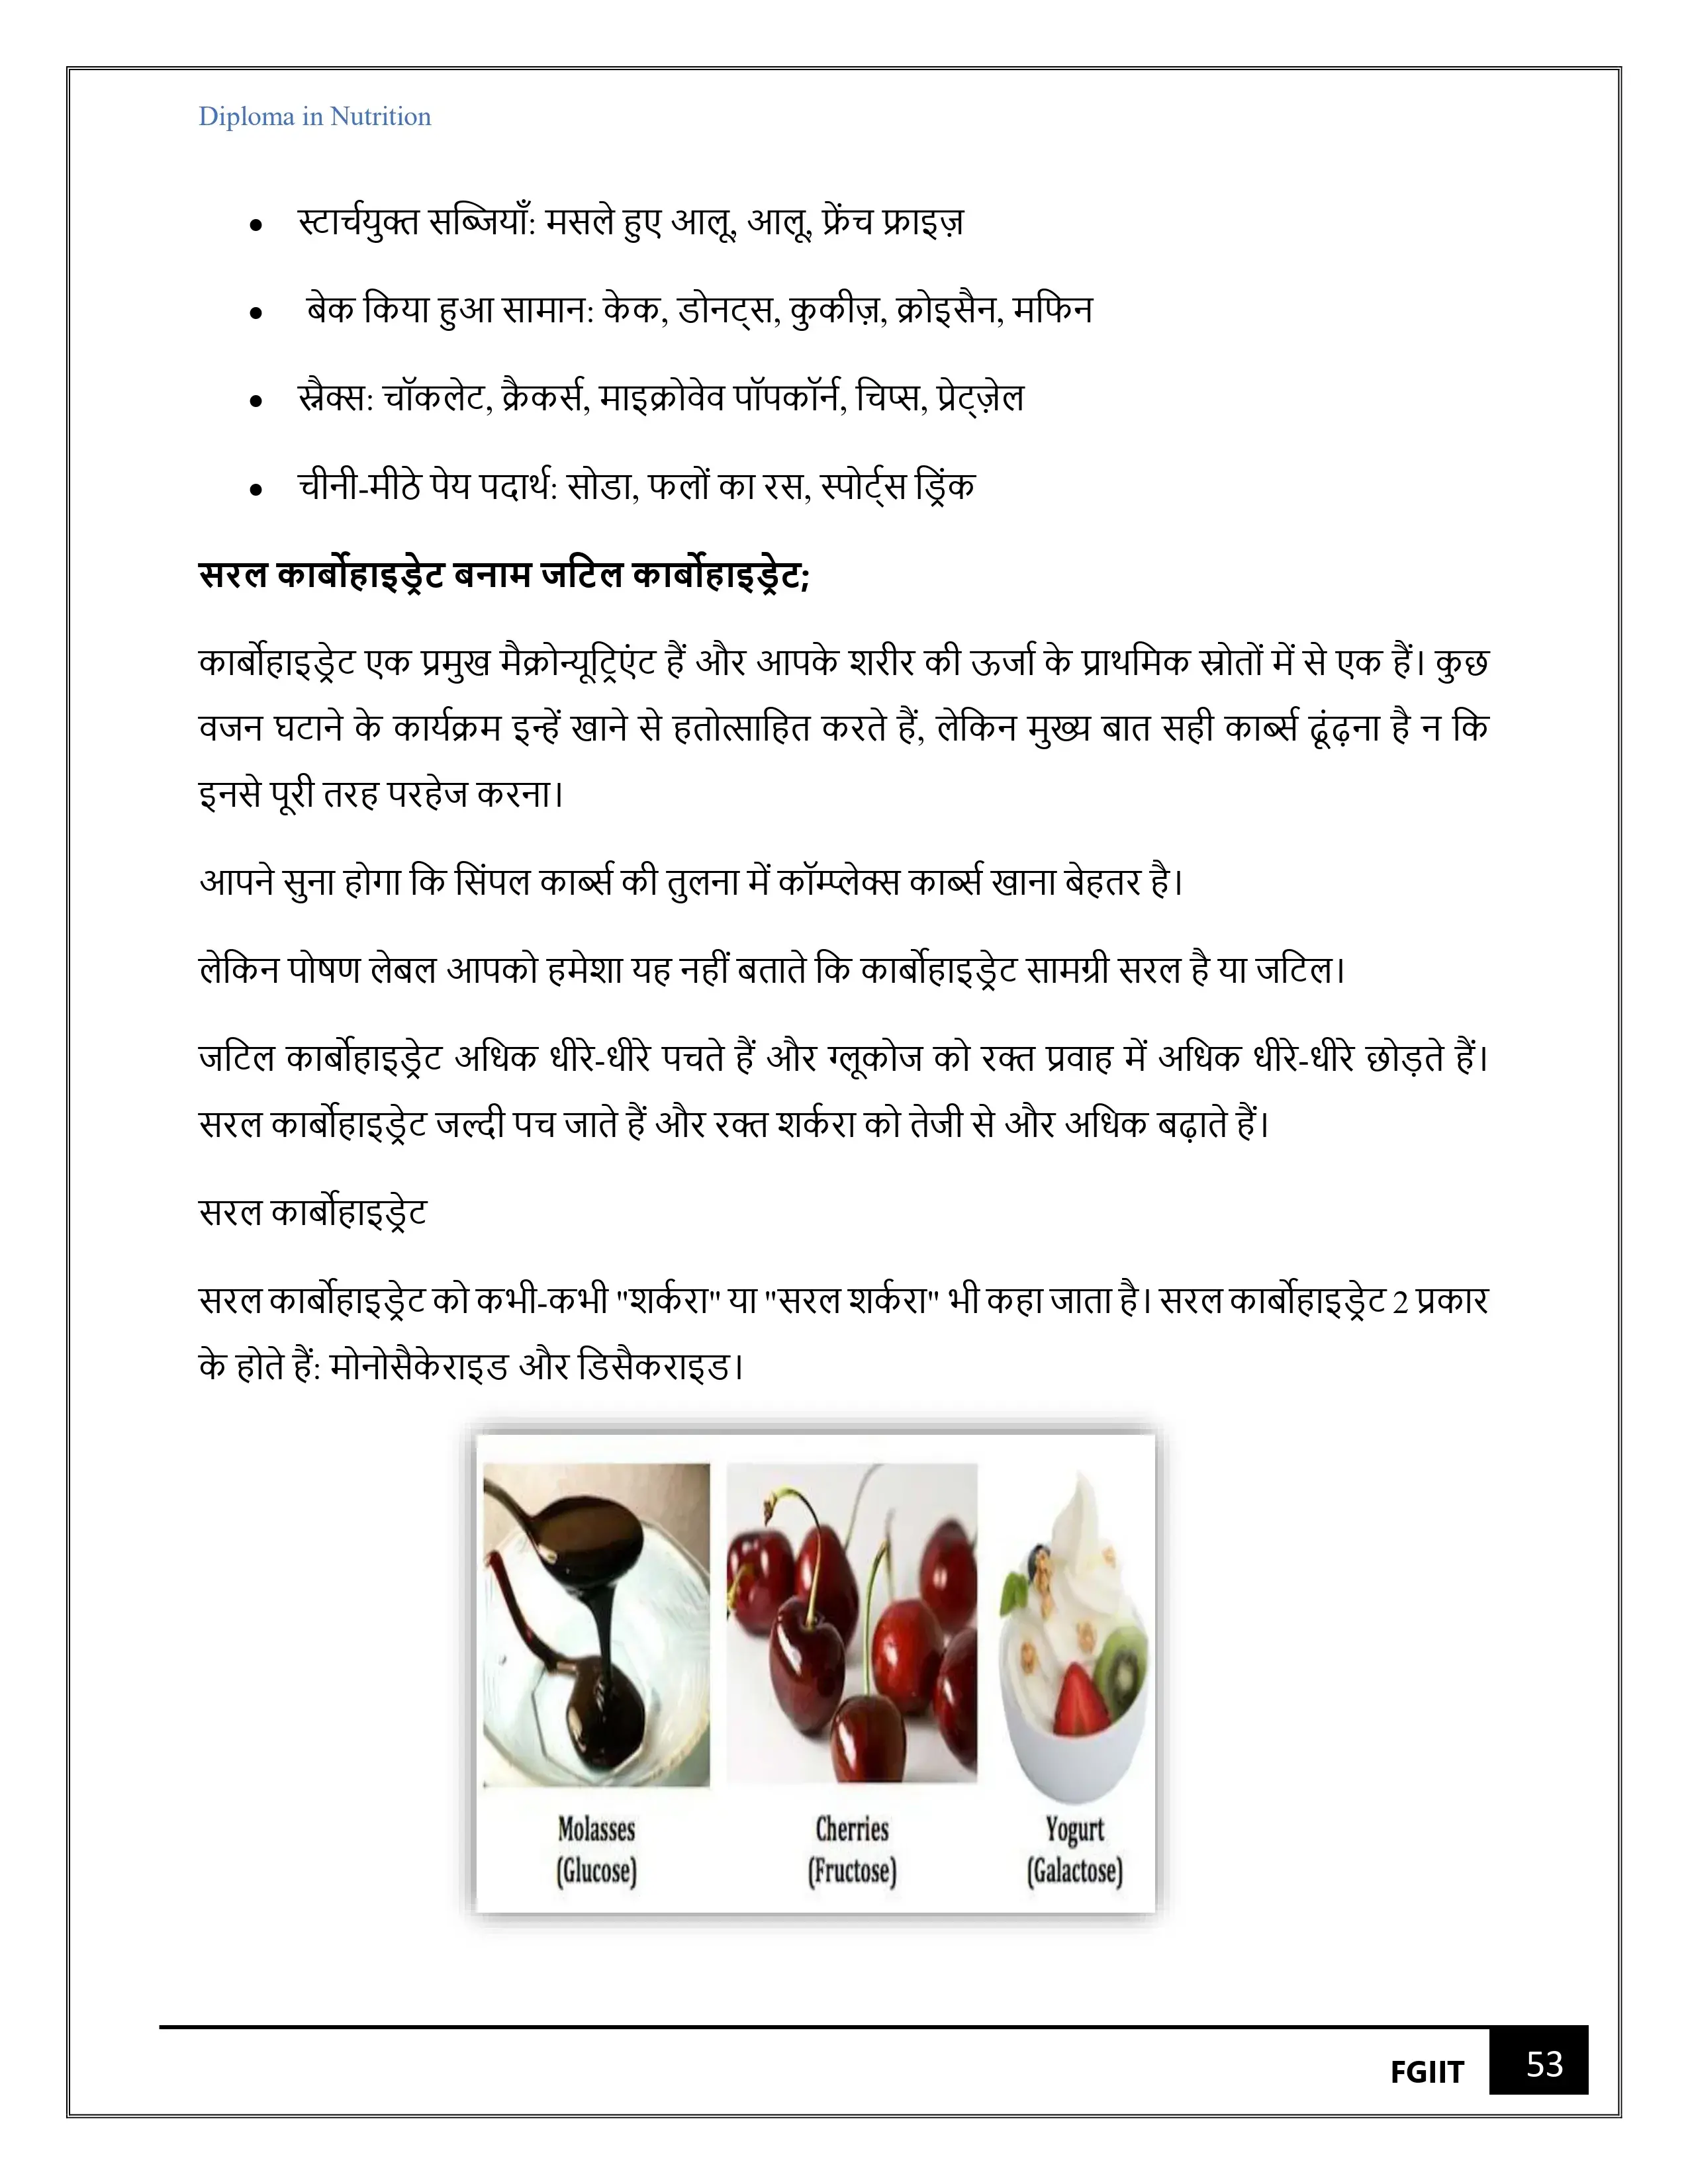 Diploma in Nutrition
• स्टार्चयुक्त सब्जियाँ: मसले हुए आलू, आलू, फ्रेंच फ्राइज़
• बेक किया हुआ सामान: केक, डोनट्स, कुकीज़, क्रोइसैन, मफिन
• स्नैक्स: चॉकलेट, क्रैकर्स, माइक्रोवेव पॉपकॉर्न, चिप्स, प्रेट्ज़ेल
• चीनी-मीठे पेय पदार्थ: सोडा, फलों का रस, स्पोर्ट्स ड्रिंक
सरल कार्बोहाइड्रेट बनाम जटिल कार्बोहाइड्रेट;
कार्बोहाइड्रेट एक प्रमुख मैक्रोन्यूट्रिएंट हैं और आपके शरीर की ऊर्जा के प्राथमिक स्रोतों में से एक हैं। कुछ
वजन घटाने के कार्यक्रम इन्हें खाने से हतोत्साहित करते हैं, लेकिन मुख्य बात सही कार्ब्स ढूंढ़ना है न कि
इनसे पूरी तरह परहेज करना।
आपने सुना होगा कि सिंपल कार्ब्स की तुलना में कॉम्प्लेक्स कार्ब्स खाना बेहतर है।
लेकिन पोषण लेबल आपको हमेशा यह नहीं बताते कि कार्बोहाइड्रेट सामग्री सरल है या जटिल।
जटिल कार्बोहाइड्रेट अधिक धीरे-धीरे पचते हैं और ग्लूकोज को रक्त प्रवाह में अधिक धीरे-धीरे छोड़ते हैं।
सरल कार्बोहाइड्रेट जल्दी पच जाते हैं और रक्त शर्करा को तेजी से और अधिक बढ़ाते हैं।
सरल कार्बोहाइड्रेट
सरल कार्बोहाइड्रेट को कभी-कभी "शर्करा" या "सरल शर्करा" भी कहा जाता है। सरल कार्बोहाइड्रेट 2 प्रकार
के होते हैं: मोनोसैकेराइड और डिसैकराइड।
Molasses
(Glucose)
Cherries
(Fructose)
Yogurt
(Galactose)
FGIIT 53